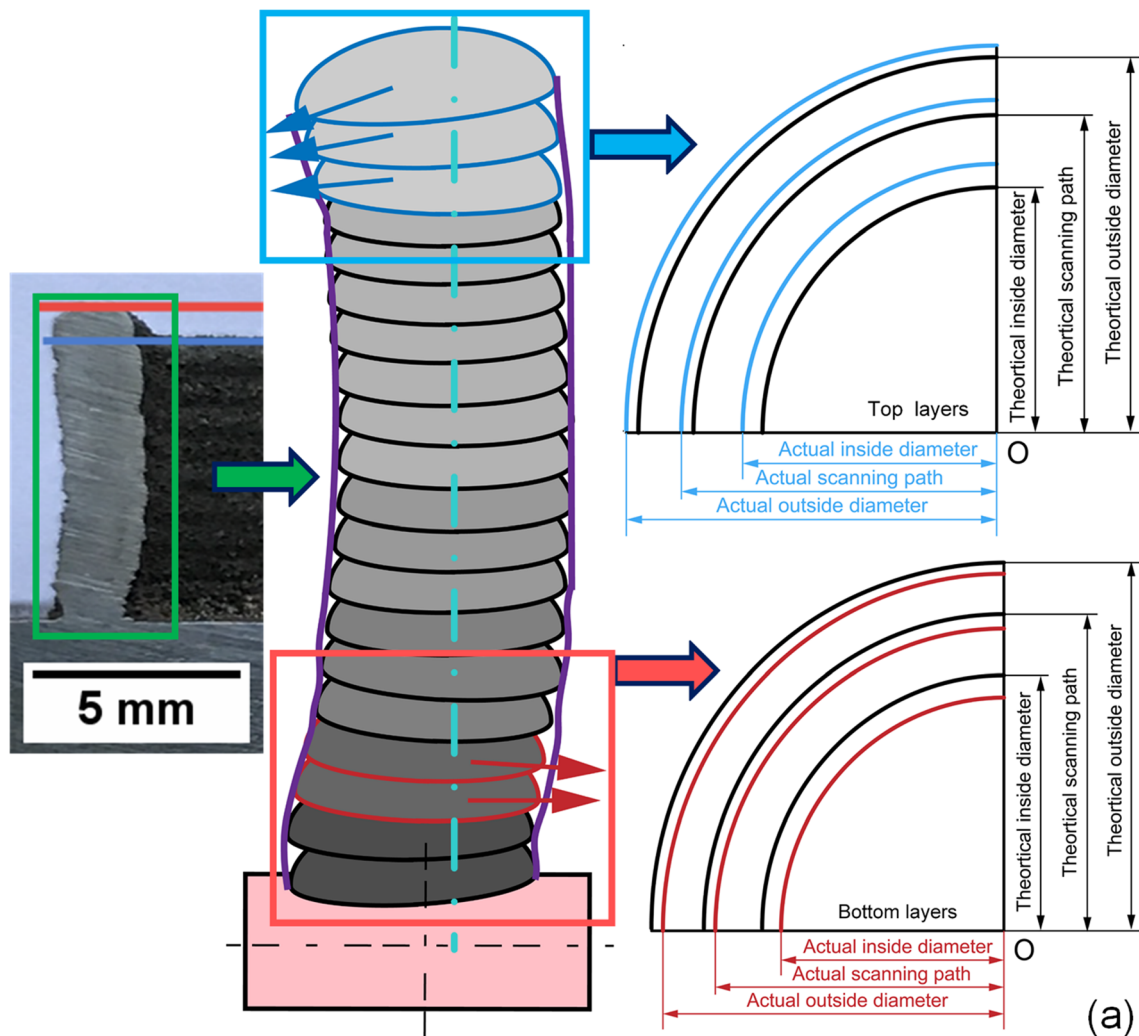 Theortical inside diameter
Theortical scanning path
Theortical outside diameter
Top layers
O
Actual inside diameter
Actual scanning path
Actual outside diameter
5 mm
Theortical inside diameter
Theortical scanning path
Theortical outside diameter
Bottom layers
O
Actual inside diameter
Actual scanning path
Actual outside diameter
(a)